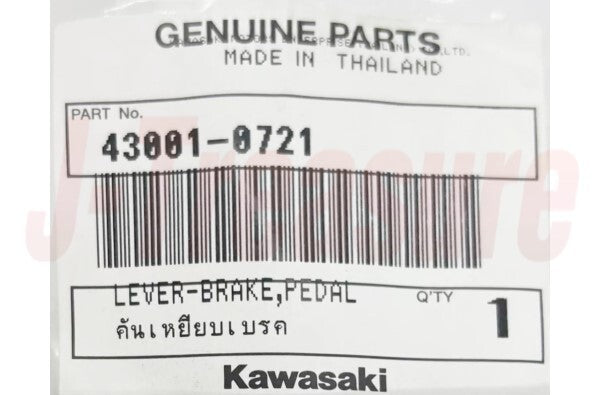 GENUINE PARTS
MADE IN THAILAND
PART No.
43001-0721
J-Treasure
LEVER-BRAKE,PEDAL
Q'TY 1
คันเหยียบเบรค
Kawasaki